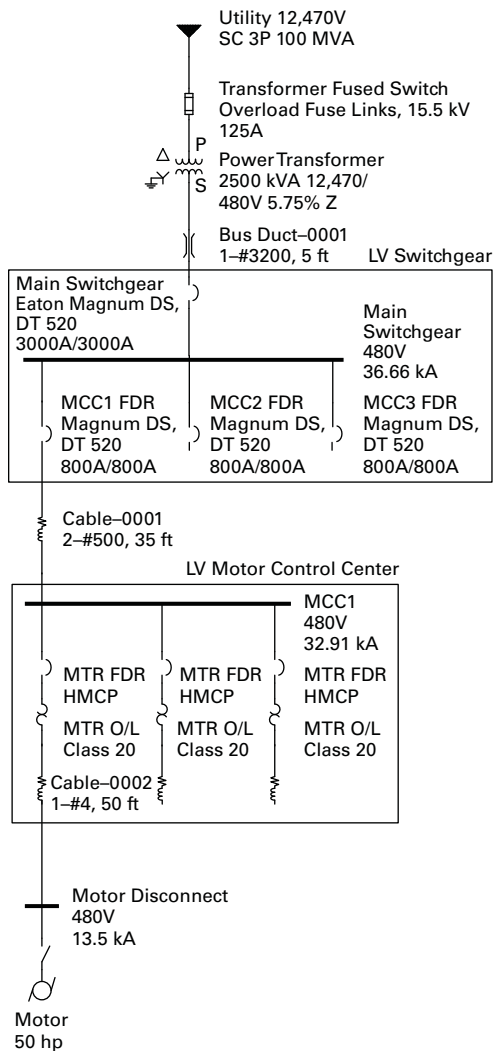 Utility 12,470V
SC 3P 100 MVA
Transformer Fused Switch
Overload Fuse Links, 15.5 kV
125A
P
S
Power Transformer
2500 kVA 12,470/
480V 5.75% Z
Bus Duct–0001
1–#3200, 5 ft
LV Switchgear
Main Switchgear
Eaton Magnum DS,
DT 520
3000A/3000A
Main
Switchgear
480V
36.66 kA
MCC1 FDR
Magnum DS,
DT 520
800A/800A
MCC2 FDR
Magnum DS,
DT 520
800A/800A
MCC3 FDR
Magnum DS,
DT 520
800A/800A
Cable–0001
2–#500, 35 ft
LV Motor Control Center
MCC1
480V
32.91 kA
MTR FDR
HMCP
MTR O/L
Class 20
MTR FDR
HMCP
MTR O/L
Class 20
MTR FDR
HMCP
MTR O/L
Class 20
Cable–0002
1–#4, 50 ft
Motor Disconnect
480V
13.5 kA
Motor
50 hp